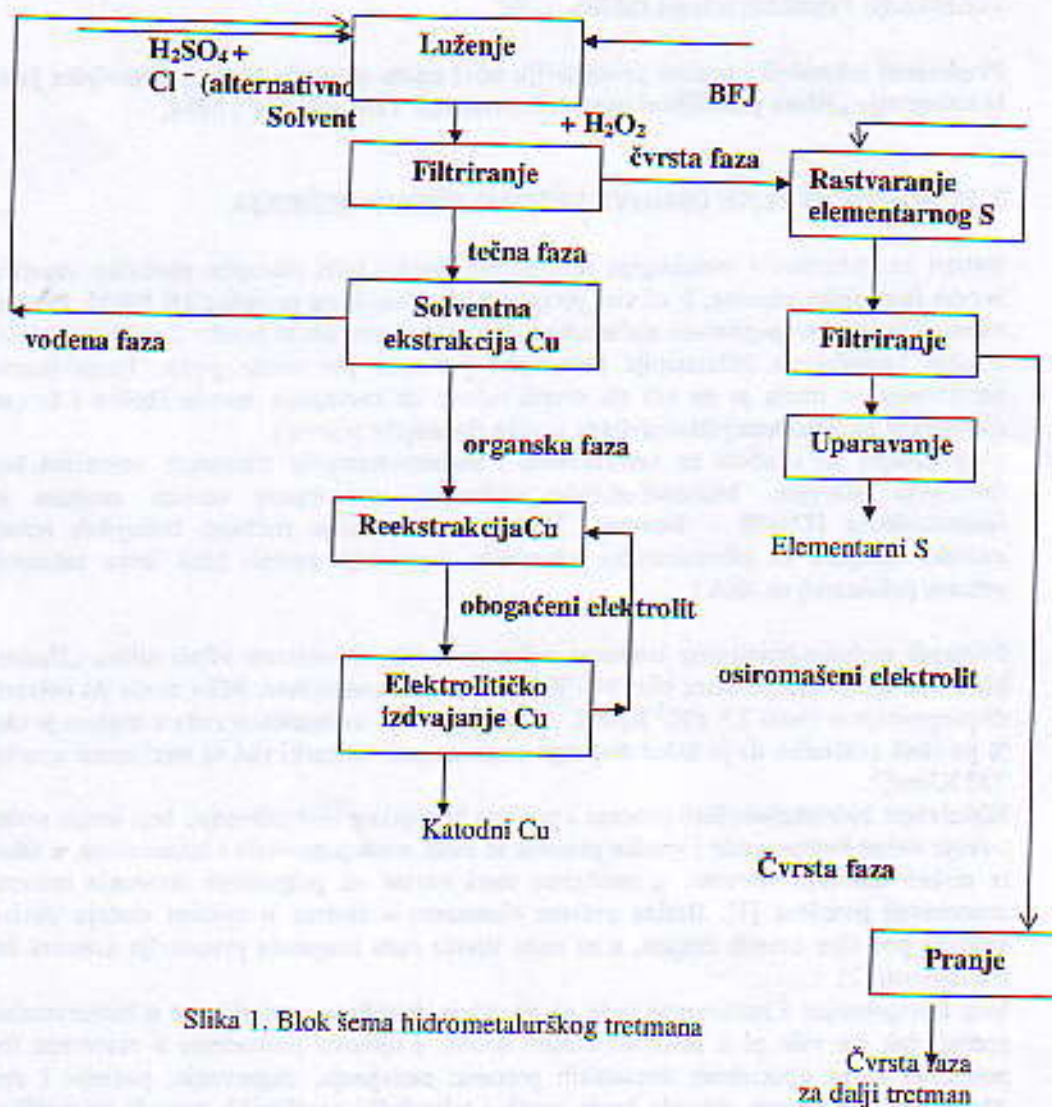 Luženje
H₂SO₄ +
Cl⁻ (alternativno
Solvent
BFJ
+ H₂O₂
Filtriranje
čvrsta faza
Rastvaranje
elementarnog S
tečna faza
Solventna
ekstrakcija Cu
vodena faza
Filtriranje
organska faza
Uparavanje
Reekstrakcija Cu
Elementarni S
obogaćeni elektrolit
Elektrolitičko
izdvajanje Cu
osiromašeni elektrolit
Katodni Cu
Čvrsta faza
Pranje
Slika 1. Blok šema hidrometalurškog tretmana
Čvrsta faza
za dalji tretman